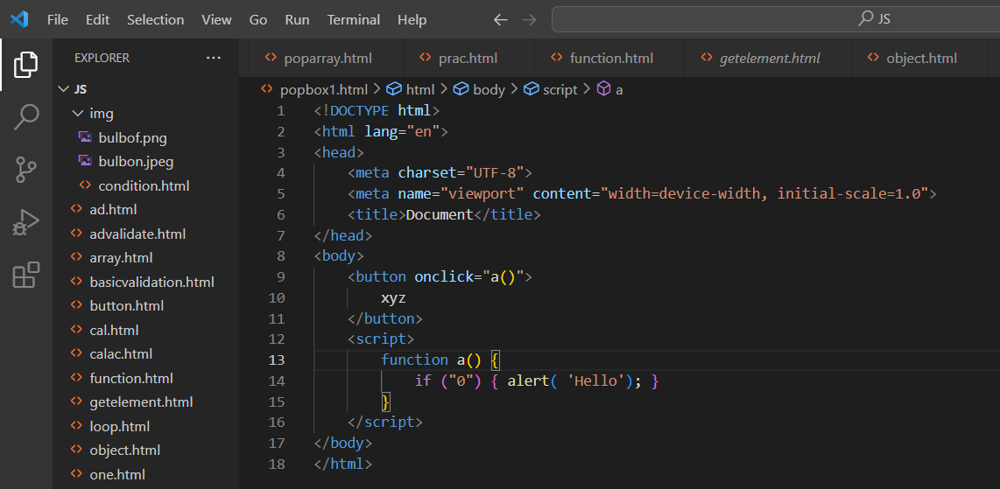 File Edit Selection View Go Run Terminal Help JS
EXPLORER ...
JS
img
bulbof.png
bulbon.jpeg
condition.html
ad.html
advalidate.html
array.html
basicvalidation.html
button.html
cal.html
calac.html
function.html
getelement.html
loop.html
object.html
one.html
poparray.html prac.html function.html getelement.html object.html
popbox1.html > html > body > script > a
1 <!DOCTYPE html>
2 <html lang="en">
3 <head>
4 <meta charset="UTF-8">
5 <meta name="viewport" content="width=device-width, initial-scale=1.0">
6 <title>Document</title>
7 </head>
8 <body>
9 <button onclick="a()">
10 xyz
11 </button>
12 <script>
13 function a() {
14 if ("0") { alert( 'Hello'); }
15 }
16 </script>
17 </body>
18 </html>